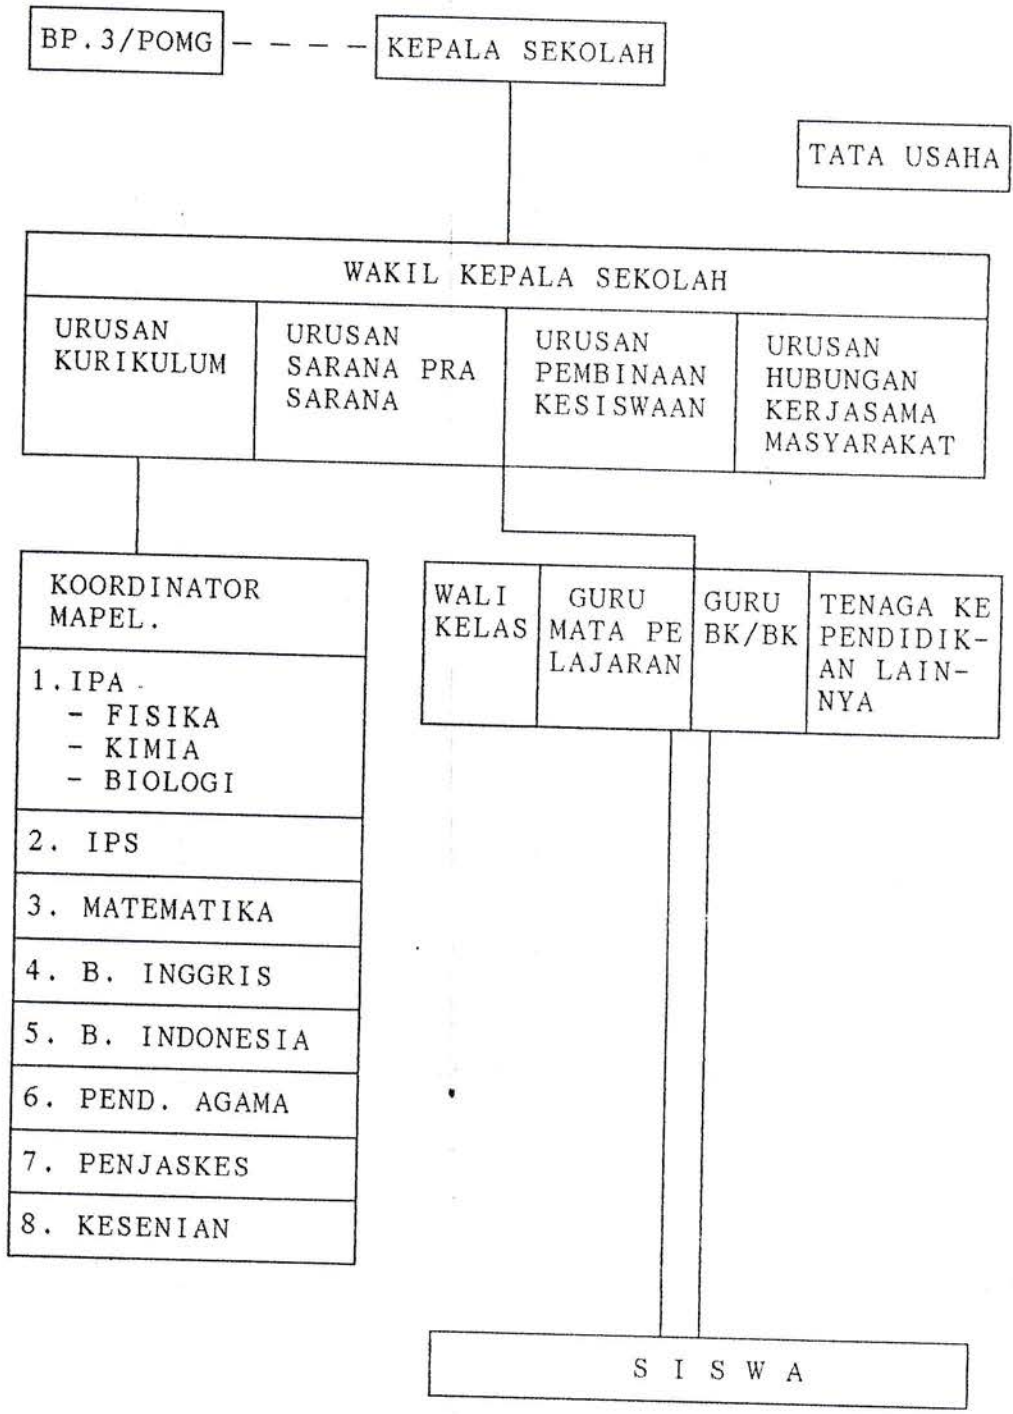 BP.3/POMG
KEPALA SEKOLAH
TATA USAHA
WAKIL KEPALA SEKOLAH
URUSAN
KURIKULUM
URUSAN
SARANA PRA
SARANA
URUSAN
PEMBINAAN
KESISWAAN
URUSAN
HUBUNGAN
KERJASAMA
MASYARAKAT
KOORDINATOR
MAPEL.
1.IPA
- FISIKA
- KIMIA
- BIOLOGI
2. IPS
3. MATEMATIKA
4. B. INGGRIS
5. B. INDONESIA
6. PEND. AGAMA
7. PENJASKES
8. KESENIAN
WALI
KELAS
GURU
MATA PE
LAJARAN
GURU
BK/BK
TENAGA KE
PENDIDIK-
AN LAIN-
NYA
S I S W A